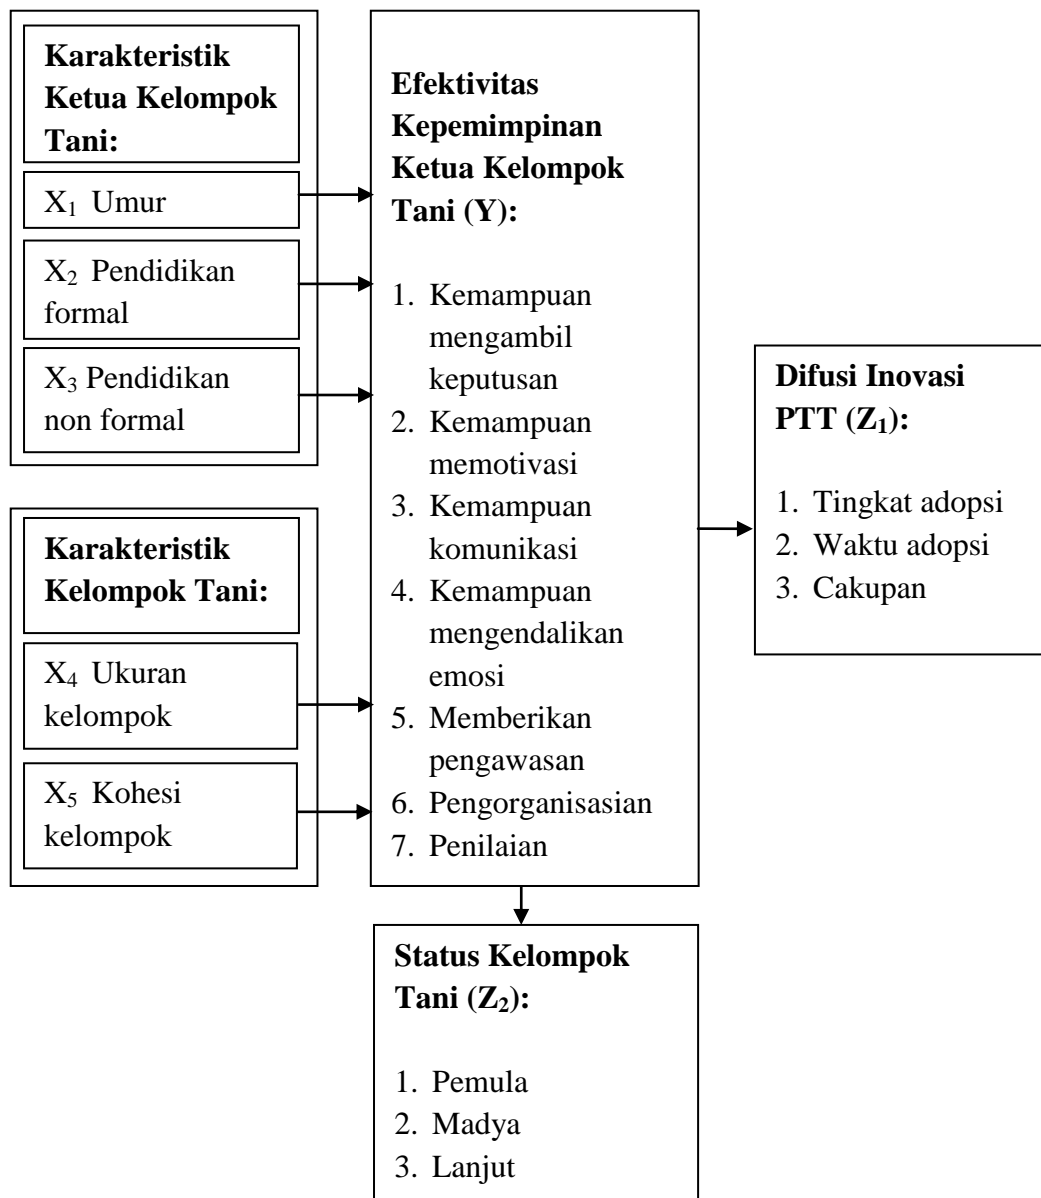 Karakteristik
Ketua Kelompok
Tani:
X₁ Umur
X₂ Pendidikan
formal
X₃ Pendidikan
non formal
Karakteristik
Kelompok Tani:
X₄ Ukuran
kelompok
X₅ Kohesi
kelompok
Efektivitas
Kepemimpinan
Ketua Kelompok
Tani (Y):
1. Kemampuan
mengambil
keputusan
2. Kemampuan
memotivasi
3. Kemampuan
komunikasi
4. Kemampuan
mengendalikan
emosi
5. Memberikan
pengawasan
6. Pengorganisasian
7. Penilaian
Difusi Inovasi
PTT (Z₁):
1. Tingkat adopsi
2. Waktu adopsi
3. Cakupan
Status Kelompok
Tani (Z₂):
1. Pemula
2. Madya
3. Lanjut